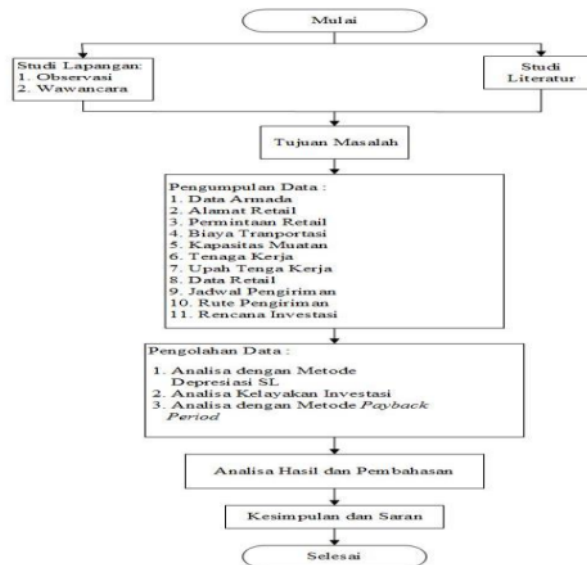 Mulai
Studi Lapangan:
1. Observasi
2. Wawancara
Studi
Literatur
Tujuan Masalah
Pengumpulan Data :
1. Data Armada
2. Alamat Retail
3. Permintaan Retail
4. Biaya Tranportasi
5. Kapasitas Muatan
6. Tenaga Kerja
7. Upah Tenga Kerja
8. Data Retail
9. Jadwal Pengiriman
10. Rute Pengiriman
11. Rencana Investasi
Pengolahan Data :
1. Analisa dengan Metode
Depresiasi SL
2. Analisa Kelayakan Investasi
3. Analisa dengan Metode Payback
Period
Analisa Hasil dan Pembahasan
Kesimpulan dan Saran
Selesai